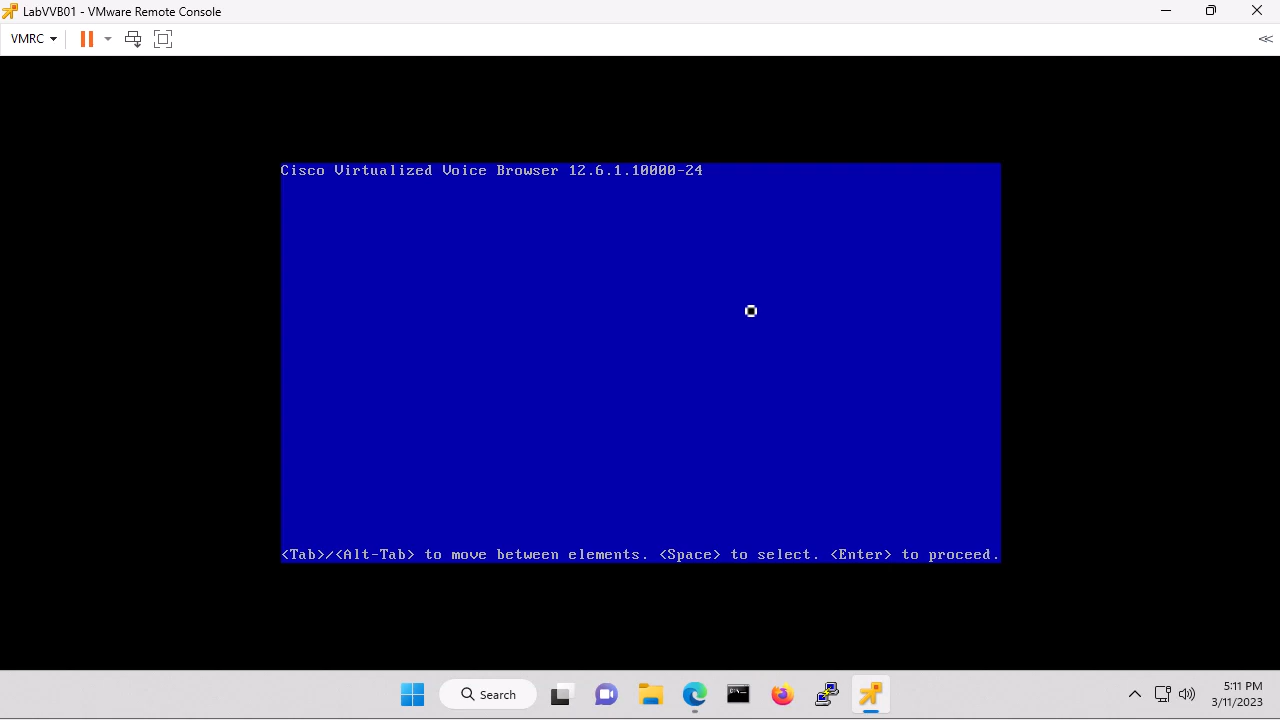 LabVVB01 - VMware Remote Console
VMRC
Cisco Virtualized Voice Browser 12.6.1.10000-24
<Tab>/<Alt-Tab> to move between elements. <Space> to select. <Enter> to proceed.
Search
5:11 PM
3/11/2023